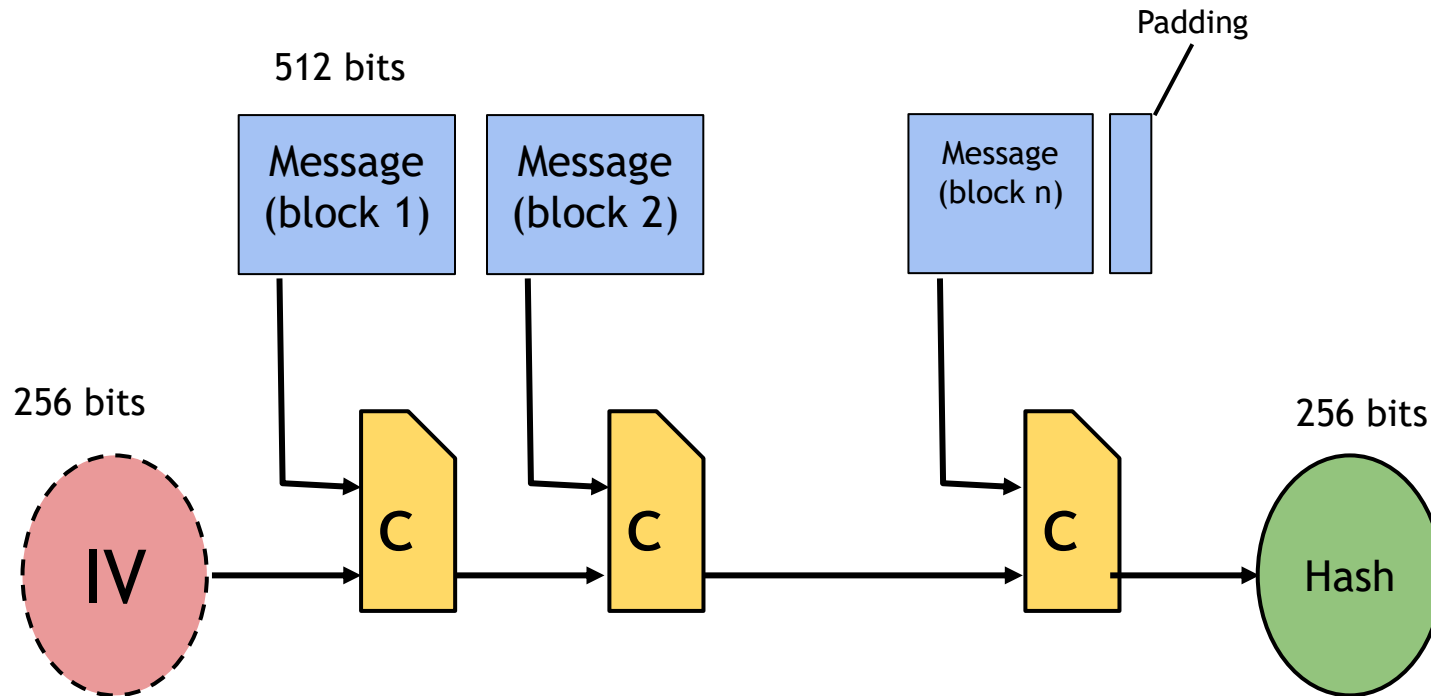 Padding
512 bits
Message
(block 1)
Message
(block 2)
Message
(block n)
256 bits
256 bits
IV
C
C
C
Hash